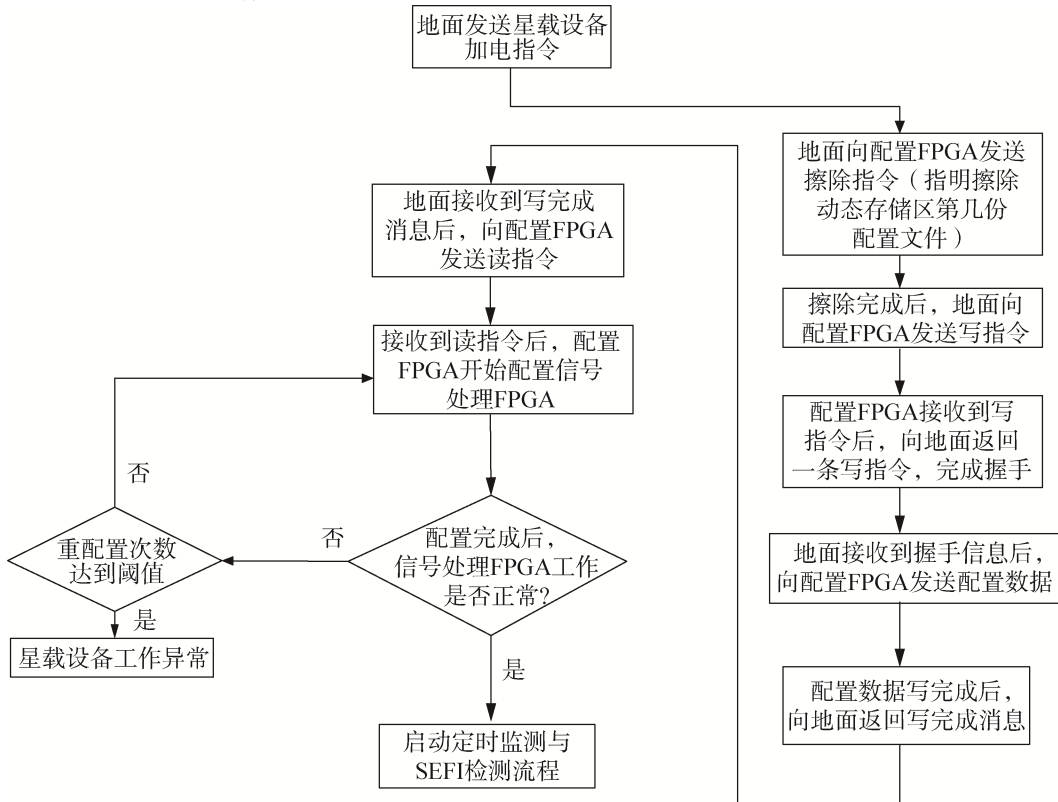 地面发送星载设备
加电指令
地面向配置FPGA发送
擦除指令（指明擦除
动态存储区第几份
配置文件）
擦除完成后，地面向
配置FPGA发送写指令
配置FPGA接收到写
指令后，向地面返回
一条写指令，完成握手
地面接收到握手信息后，
向配置FPGA发送配置数据
配置数据写完成后，
向地面返回写完成消息
地面接收到写完成
消息后，向配置FPGA
发送读指令
接收到读指令后，配置
FPGA开始配置信号
处理FPGA
配置完成后，
信号处理FPGA工作
是否正常？
否
重配置次数
达到阈值
否
是
星载设备工作异常
是
启动定时监测与
SEFI检测流程